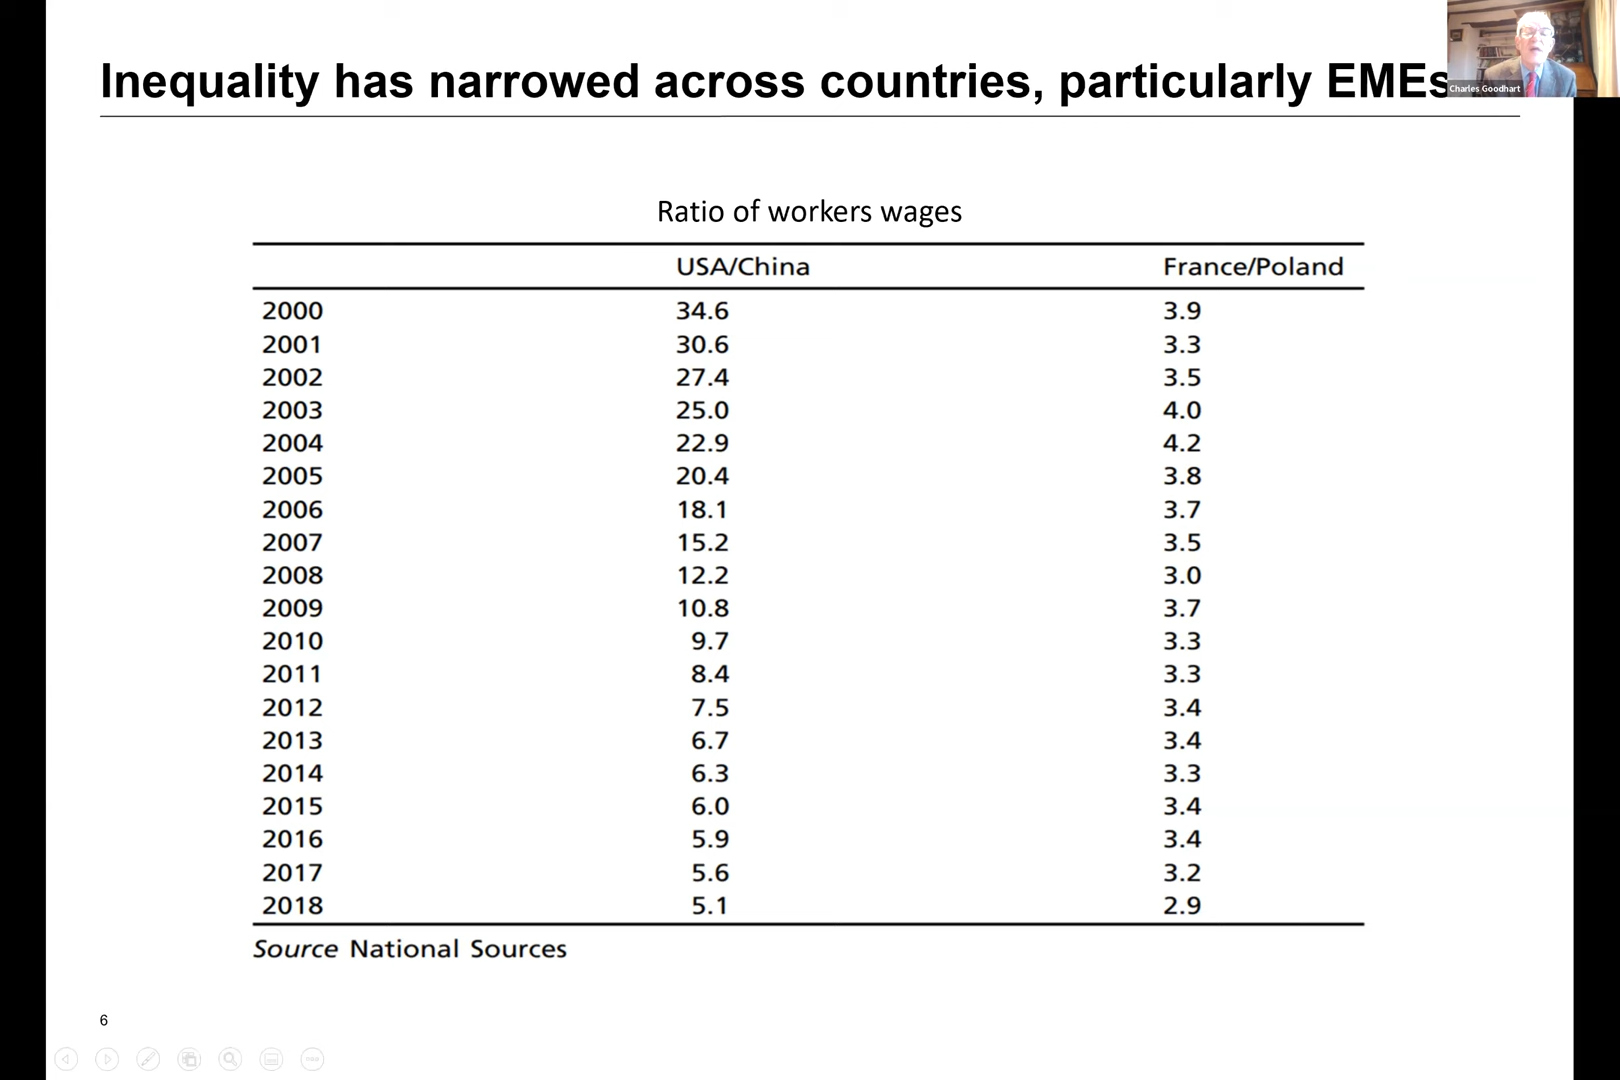 Inequality has narrowed across countries, particularly EMEs
Charles Goodhart
Ratio of workers wages
USA/China France/Poland
2000 34.6 3.9
2001 30.6 3.3
2002 27.4 3.5
2003 25.0 4.0
2004 22.9 4.2
2005 20.4 3.8
2006 18.1 3.7
2007 15.2 3.5
2008 12.2 3.0
2009 10.8 3.7
2010 9.7 3.3
2011 8.4 3.3
2012 7.5 3.4
2013 6.7 3.4
2014 6.3 3.3
2015 6.0 3.4
2016 5.9 3.4
2017 5.6 3.2
2018 5.1 2.9
Source National Sources
6